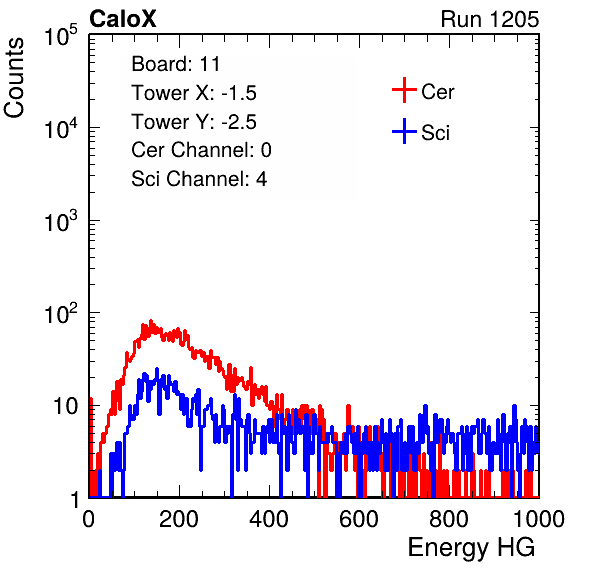 CaloX
Run 1205
Counts
Board: 11
Tower X: -1.5
Tower Y: -2.5
Cer Channel: 0
Sci Channel: 4
Cer
Sci
10^5
10^4
10^3
10^2
10
1
0 200 400 600 800 1000
Energy HG